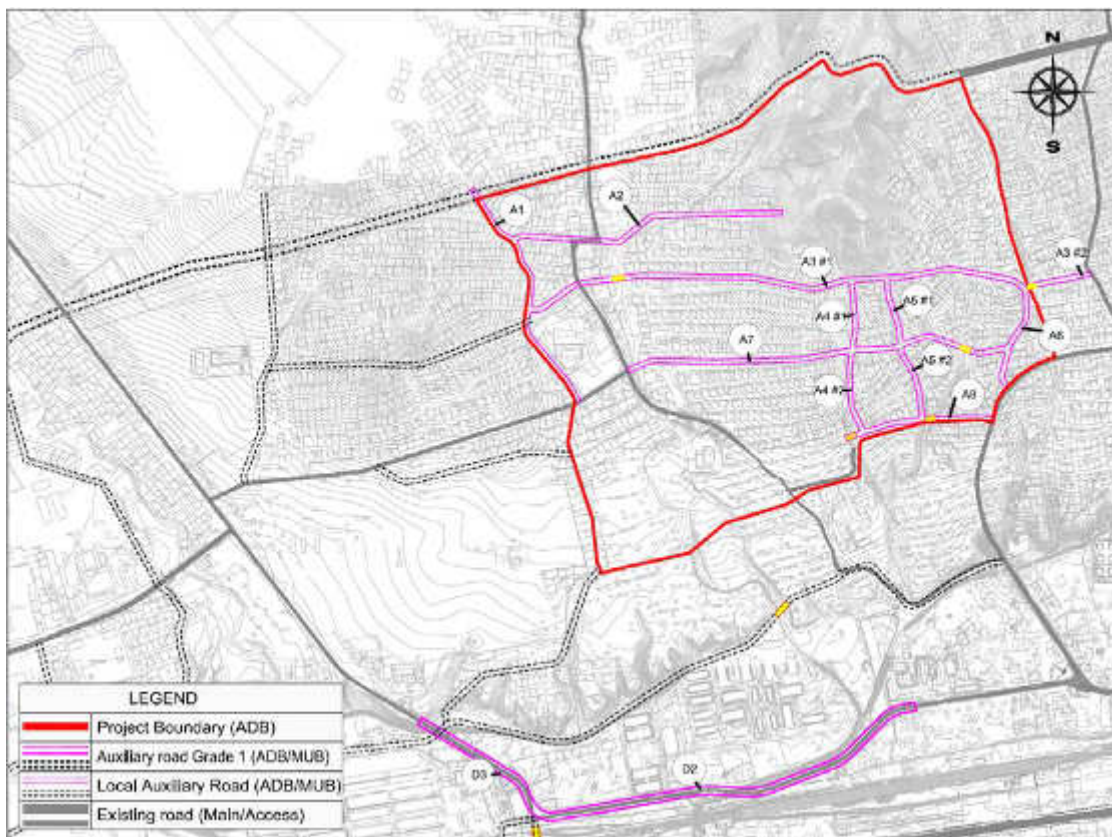 N
S
A1
A2
A3 #1
A3 #2
A4 #1
A5 #1
A6
A7
A5 #2
A4 #2
A8
D3
D2
LEGEND
Project Boundary (ADB)
Auxiliary road Grade 1 (ADB/MUB)
Local Auxiliary Road (ADB/MUB)
Existing road (Main/Access)